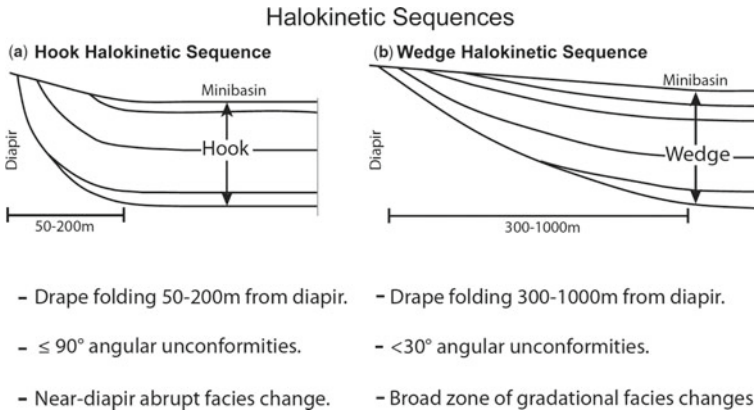 Halokinetic Sequences
(a) Hook Halokinetic Sequence
Minibasin
Diapir
Hook
50-200m
- Drape folding 50-200m from diapir.
- ≤ 90° angular unconformities.
- Near-diapir abrupt facies change.
(b) Wedge Halokinetic Sequence
Minibasin
Diapir
Wedge
300-1000m
- Drape folding 300-1000m from diapir.
- <30° angular unconformities.
- Broad zone of gradational facies changes